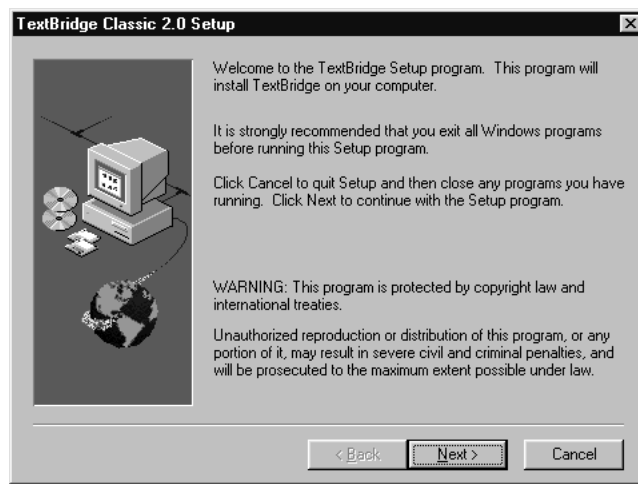 TextBridge Classic 2.0 Setup
Welcome to the TextBridge Setup program. This program will
install TextBridge on your computer.
It is strongly recommended that you exit all Windows programs
before running this Setup program.
Click Cancel to quit Setup and then close any programs you have
running. Click Next to continue with the Setup program.
WARNING: This program is protected by copyright law and
international treaties.
Unauthorized reproduction or distribution of this program, or any
portion of it, may result in severe civil and criminal penalties, and
will be prosecuted to the maximum extent possible under law.
< Back Next > Cancel